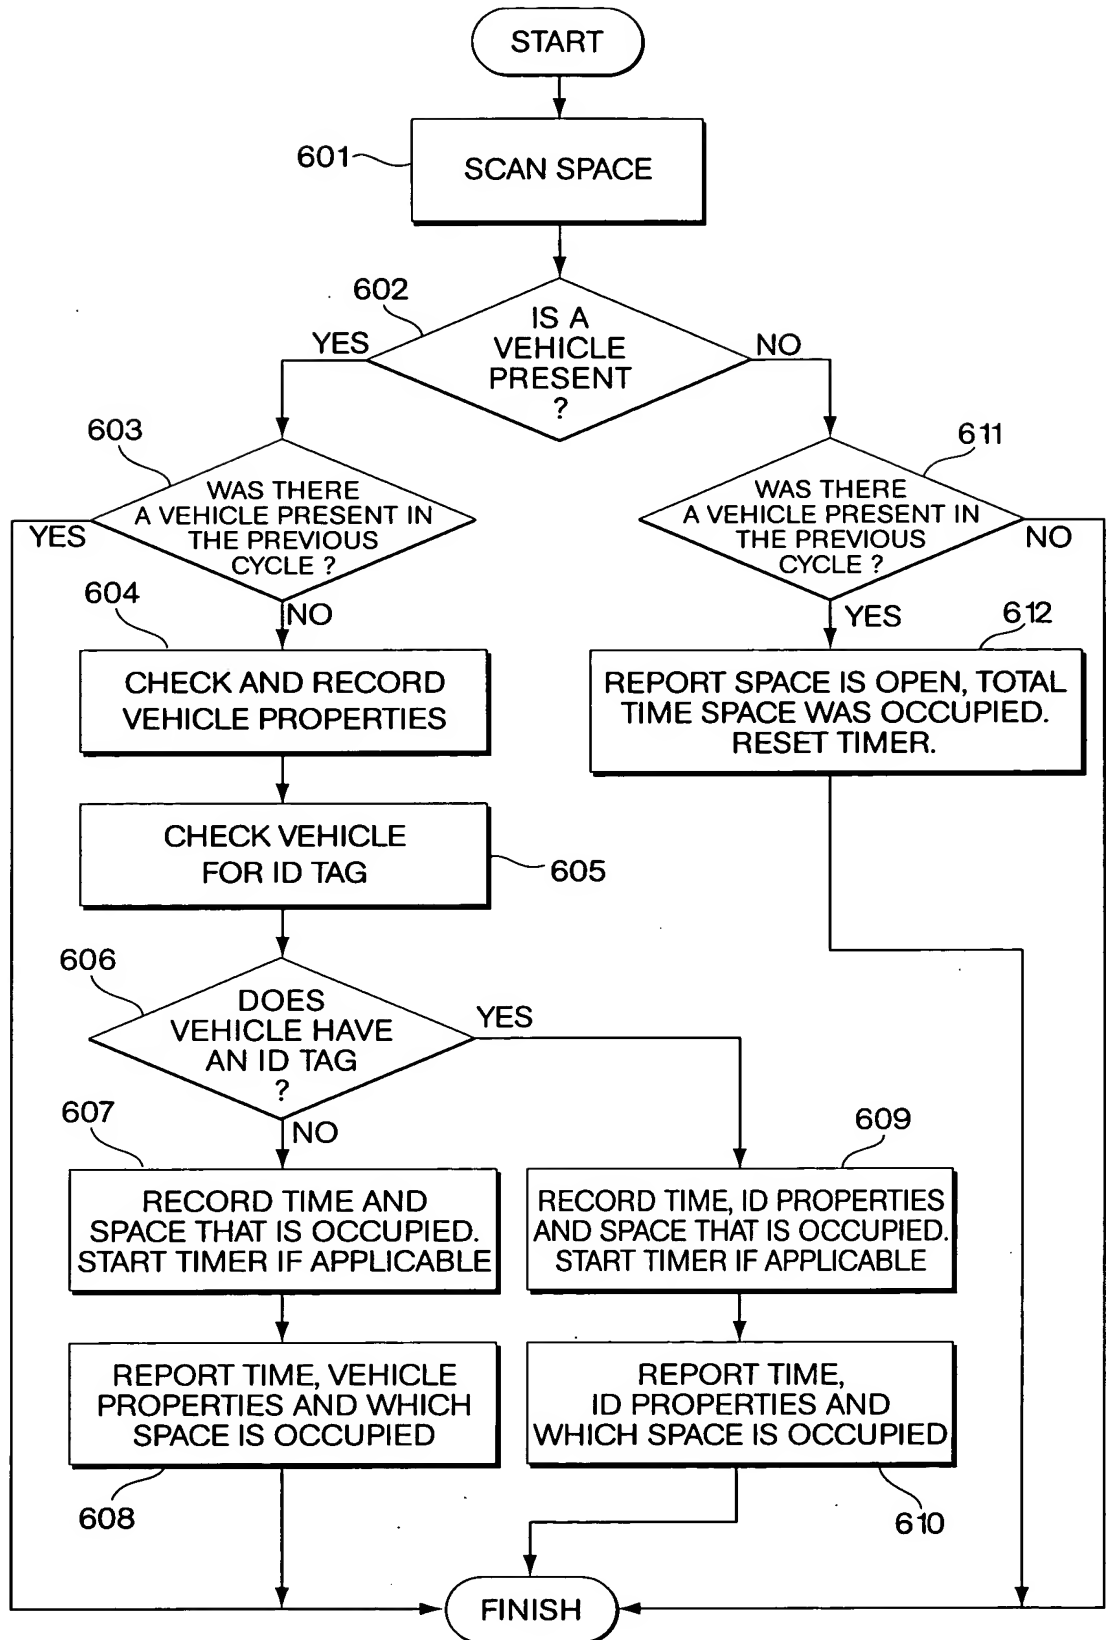 START
601
SCAN SPACE
602
YES
IS A
VEHICLE
PRESENT
?
NO
603
611
YES
WAS THERE
A VEHICLE PRESENT IN
THE PREVIOUS
CYCLE ?
WAS THERE
A VEHICLE PRESENT IN
THE PREVIOUS
CYCLE ?
NO
604
NO
YES
612
CHECK AND RECORD
VEHICLE PROPERTIES
REPORT SPACE IS OPEN, TOTAL
TIME SPACE WAS OCCUPIED.
RESET TIMER.
CHECK VEHICLE
FOR ID TAG
605
606
DOES
VEHICLE HAVE
AN ID TAG
?
YES
607
NO
609
RECORD TIME AND
SPACE THAT IS OCCUPIED.
START TIMER IF APPLICABLE
RECORD TIME, ID PROPERTIES
AND SPACE THAT IS OCCUPIED.
START TIMER IF APPLICABLE
REPORT TIME, VEHICLE
PROPERTIES AND WHICH
SPACE IS OCCUPIED
REPORT TIME,
ID PROPERTIES AND
WHICH SPACE IS OCCUPIED
608
610
FINISH